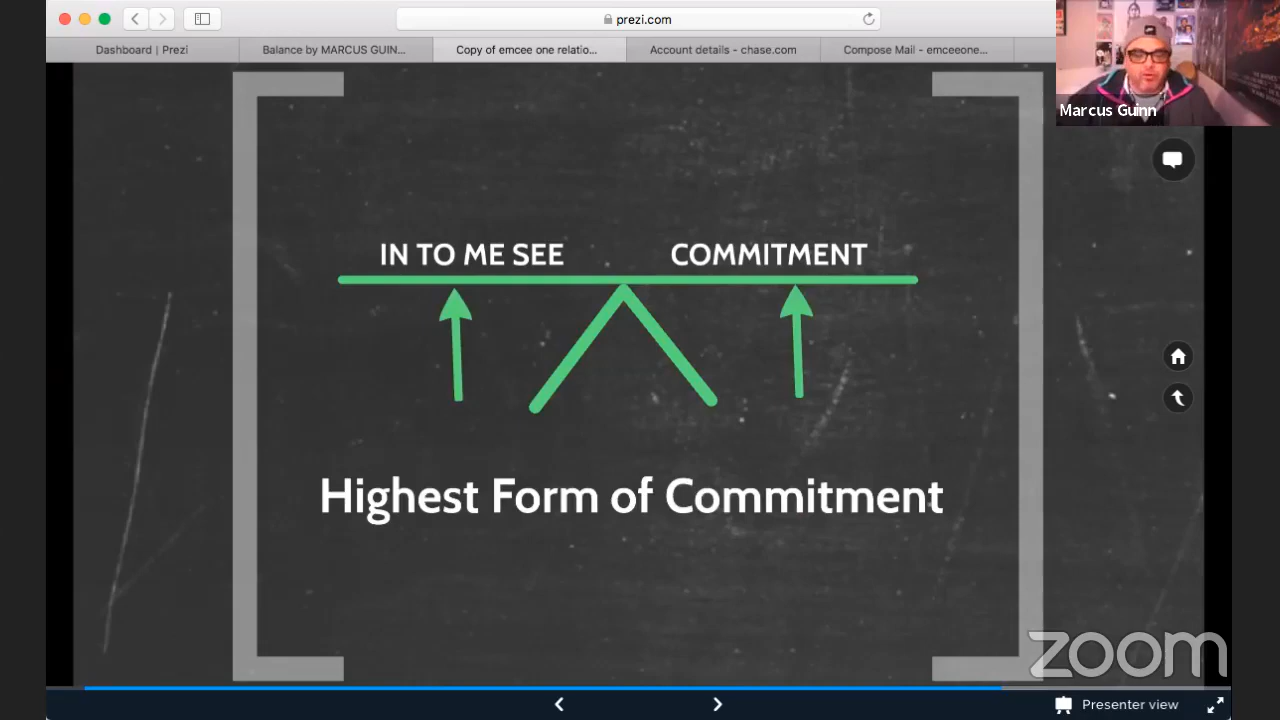 prezi.com
Dashboard | Prezi
Balance by MARCUS GUIN...
Copy of emcee one relatio...
Account details - chase.com
Compose Mail - emceeone...
Marcus Guinn
IN TO ME SEE
COMMITMENT
Highest Form of Commitment
zoom
Presenter view